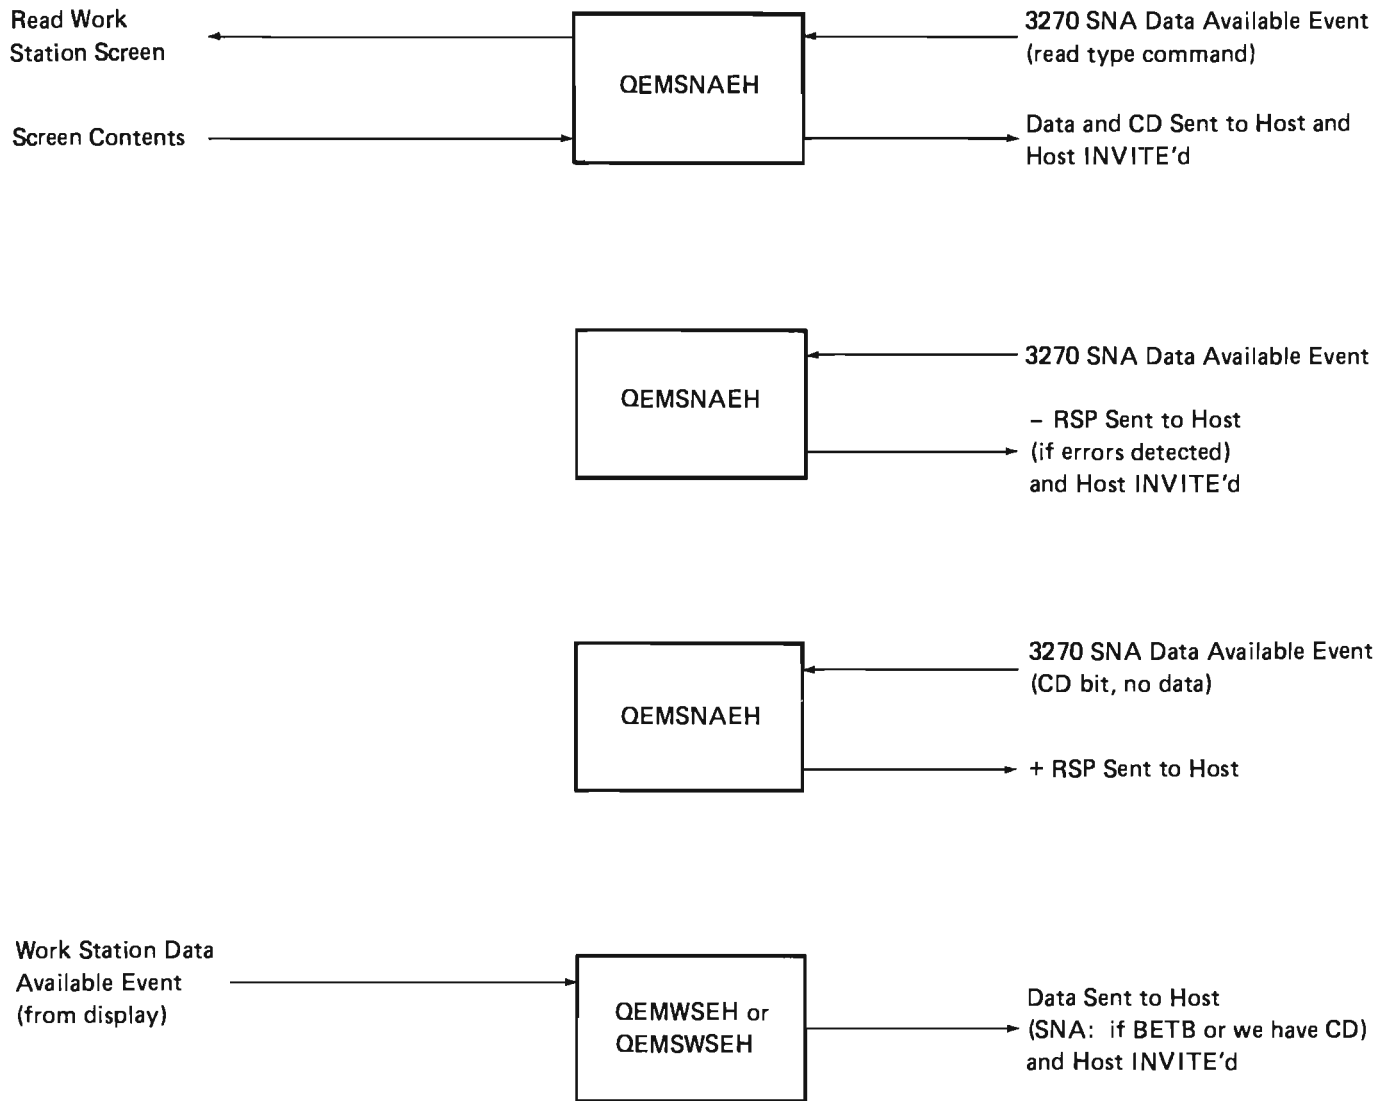 Read Work
Station Screen
Screen Contents
QEMSNAEH
3270 SNA Data Available Event
(read type command)
Data and CD Sent to Host and
Host INVITE'd
QEMSNAEH
3270 SNA Data Available Event
– RSP Sent to Host
(if errors detected)
and Host INVITE'd
QEMSNAEH
3270 SNA Data Available Event
(CD bit, no data)
+ RSP Sent to Host
Work Station Data
Available Event
(from display)
QEMWSEH or
QEMSWSEH
Data Sent to Host
(SNA: if BETB or we have CD)
and Host INVITE'd